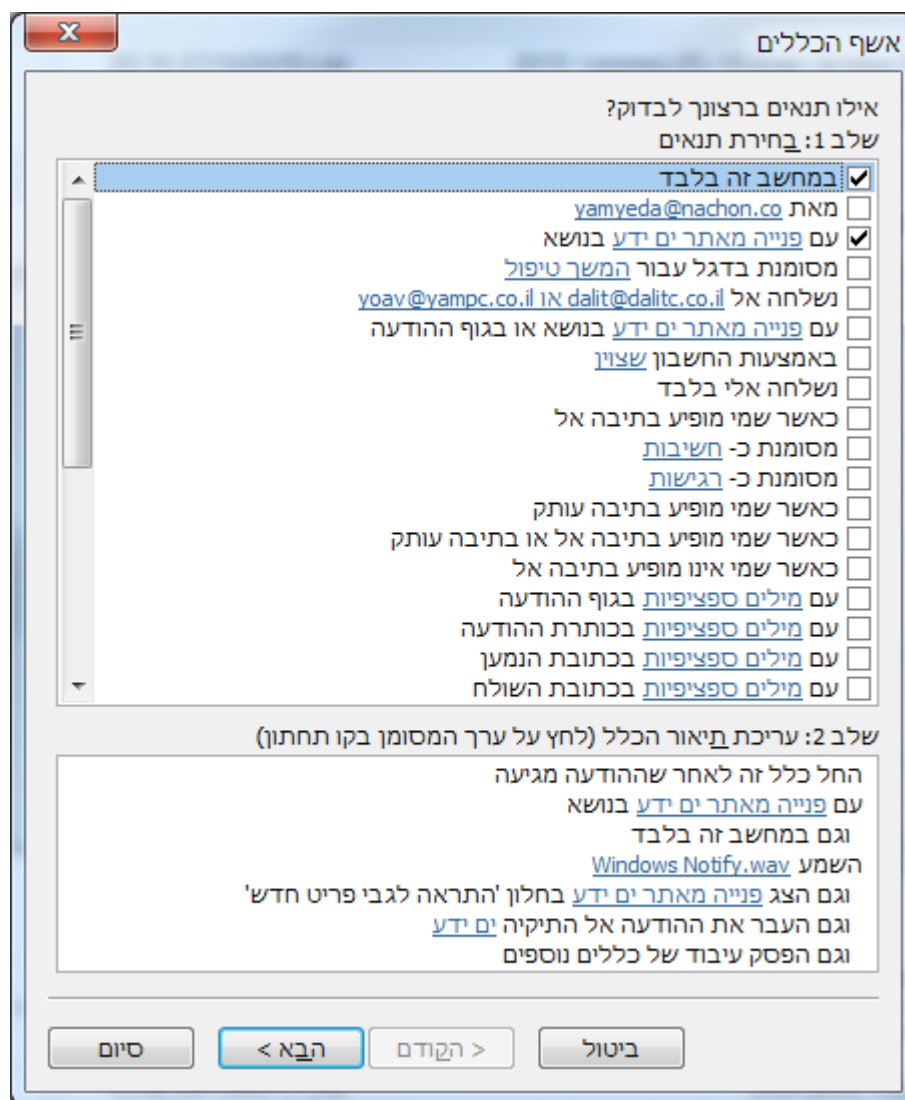 אשף הכללים
אילו תנאים ברצונך לבדוק?
שלב 1: בחירת תנאים
במחשב זה בלבד
מאת yamyeda@nachon.co
עם פנייה מאתר ים ידע בנושא
מסומנת בדגל עבור המשך טיפול
נשלחה אל dalit@dalitc.co.il או yoav@yampc.co.il
עם פנייה מאתר ים ידע בנושא או בגוף ההודעה
באמצעות החשבון שצוין
נשלחה אלי בלבד
כאשר שמי מופיע בתיבה אל
מסומנת כ- חשיבות
מסומנת כ- רגישות
כאשר שמי מופיע בתיבה עותק
כאשר שמי מופיע בתיבה אל או בתיבה עותק
כאשר שמי אינו מופיע בתיבה אל
עם מילים ספציפיות בגוף ההודעה
עם מילים ספציפיות בכותרת ההודעה
עם מילים ספציפיות בכתובת הנמען
עם מילים ספציפיות בכתובת השולח
שלב 2: עריכת תיאור הכלל (לחץ על ערך המסומן בקו תחתון)
החל כלל זה לאחר שההודעה מגיעה
עם פנייה מאתר ים ידע בנושא
וגם במחשב זה בלבד
השמע Windows Notify.wav
וגם הצג פנייה מאתר ים ידע בחלון 'התראה לגבי פריט חדש'
וגם העבר את ההודעה אל התיקיה ים ידע
וגם הפסק עיבוד של כללים נוספים
ביטול < הקודם הבא > סיום